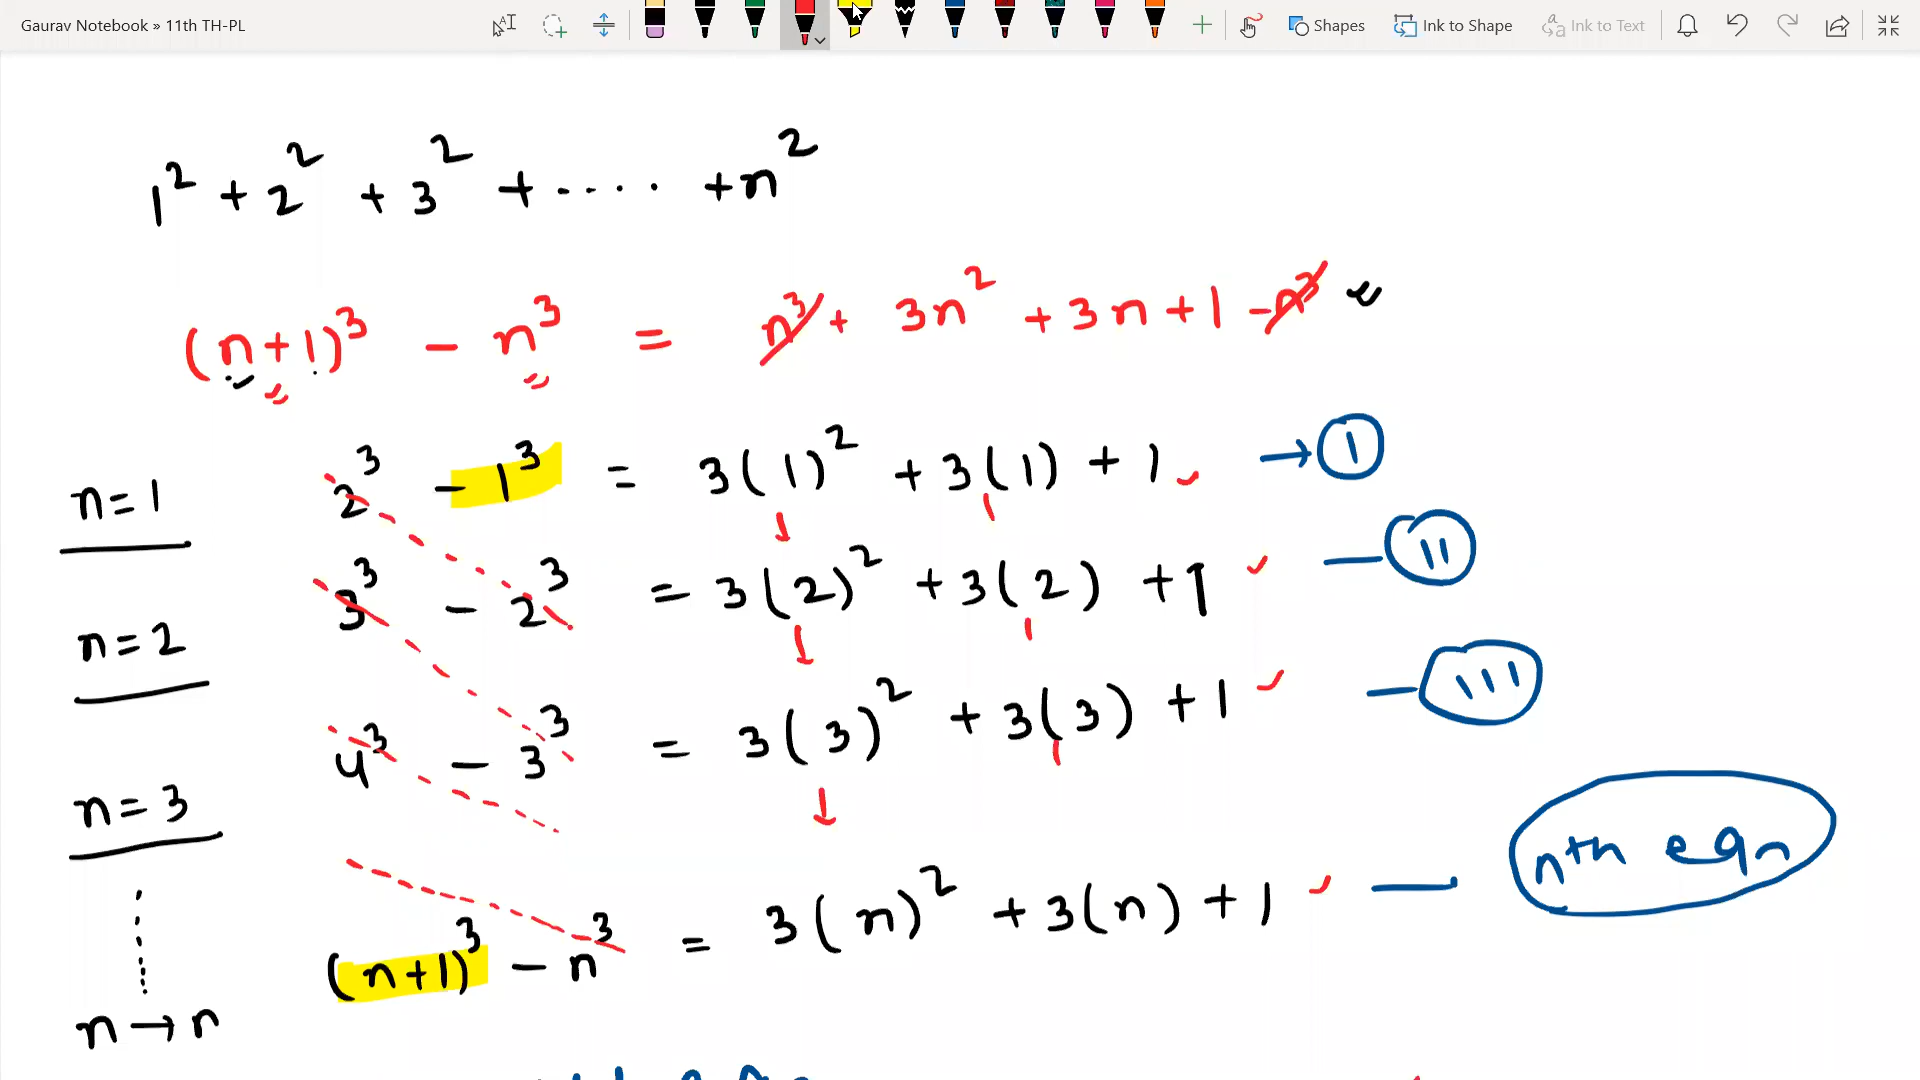 Gaurav Notebook » 11th TH-PL
Shapes
Ink to Shape
Ink to Text
1² + 2² + 3² + ····· + n²
(n+1)³ - n³ = n³ + 3n² + 3n + 1 - n³
n=1 2³ - 1³ = 3(1)² + 3(1) + 1 → I
n=2 3³ - 2³ = 3(2)² + 3(2) + 1 — II
n=3 4³ - 3³ = 3(3)² + 3(3) + 1 — III
n → n (n+1)³ - n³ = 3(n)² + 3(n) + 1 — nth eqn